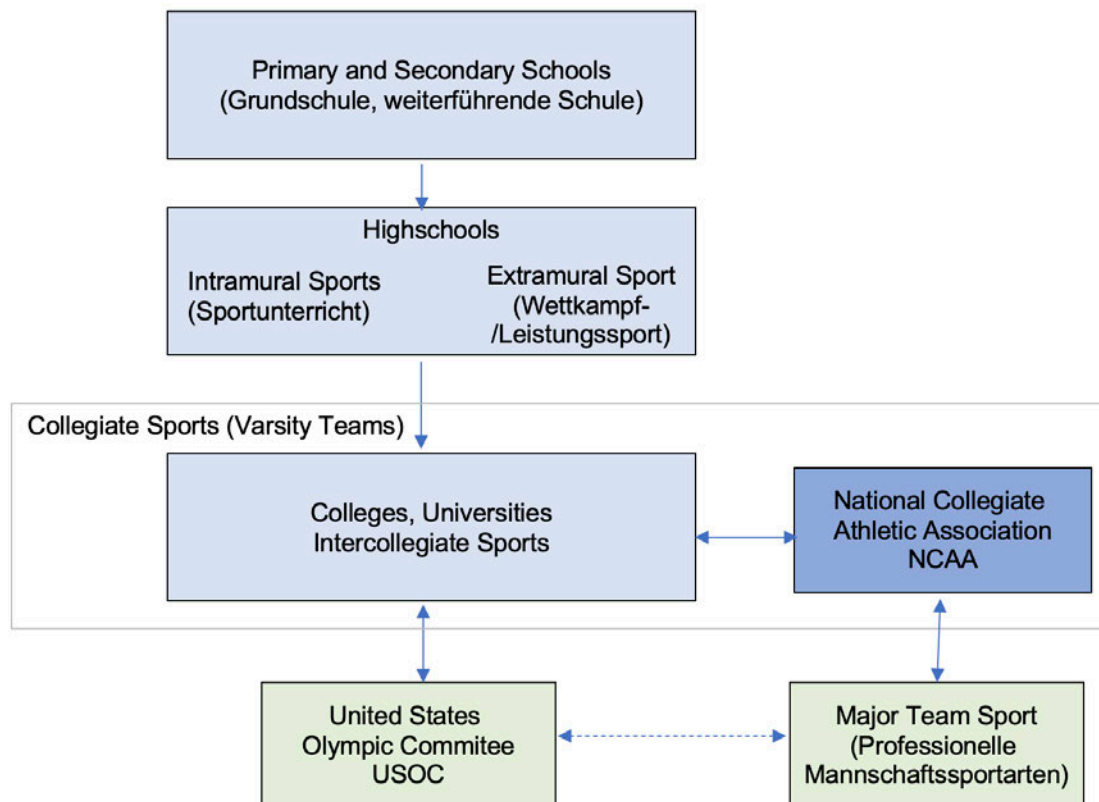 Primary and Secondary Schools
(Grundschule, weiterführende Schule)
Highschools
Intramural Sports
(Sportunterricht)
Extramural Sport
(Wettkampf-
/Leistungssport)
Collegiate Sports (Varsity Teams)
Colleges, Universities
Intercollegiate Sports
National Collegiate
Athletic Association
NCAA
United States
Olympic Commitee
USOC
Major Team Sport
(Professionelle
Mannschaftssportarten)